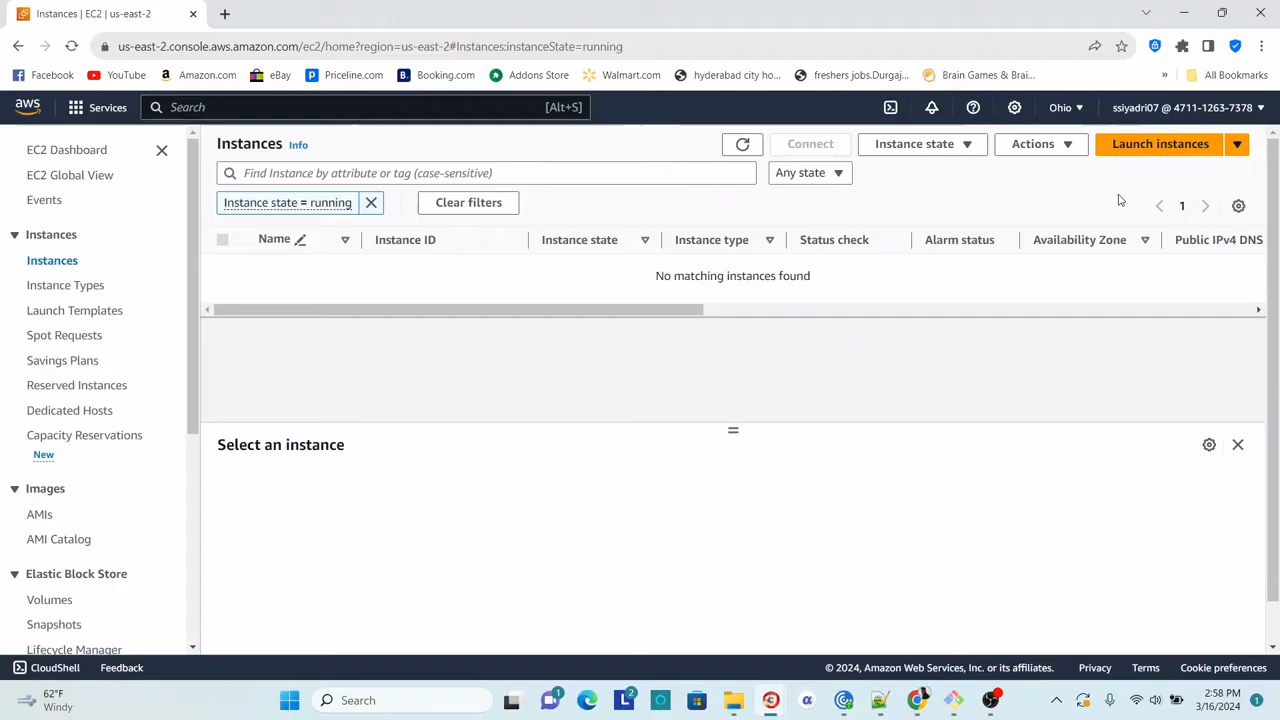 Instances | EC2 | us-east-2
us-east-2.console.aws.amazon.com/ec2/home?region=us-east-2#Instances:instanceState=running
Facebook YouTube Amazon.com eBay Priceline.com Booking.com Addons Store Walmart.com hyderabad city ho... freshers jobs.Durgaj... Brain Games & Brai... » All Bookmarks
aws Services Search [Alt+S] Ohio ssiyadri07 @ 4711-1263-7378
EC2 Dashboard
EC2 Global View
Events
Instances
Instances
Instance Types
Launch Templates
Spot Requests
Savings Plans
Reserved Instances
Dedicated Hosts
Capacity Reservations
New
Images
AMIs
AMI Catalog
Elastic Block Store
Volumes
Snapshots
Lifecycle Manager
Instances Info Connect Instance state Actions Launch instances
Find Instance by attribute or tag (case-sensitive) Any state
Instance state = running Clear filters
1
Name Instance ID Instance state Instance type Status check Alarm status Availability Zone Public IPv4 DNS
No matching instances found
Select an instance
CloudShell Feedback © 2024, Amazon Web Services, Inc. or its affiliates. Privacy Terms Cookie preferences
62°F
Windy
Search
1
2
2:58 PM
3/16/2024
1